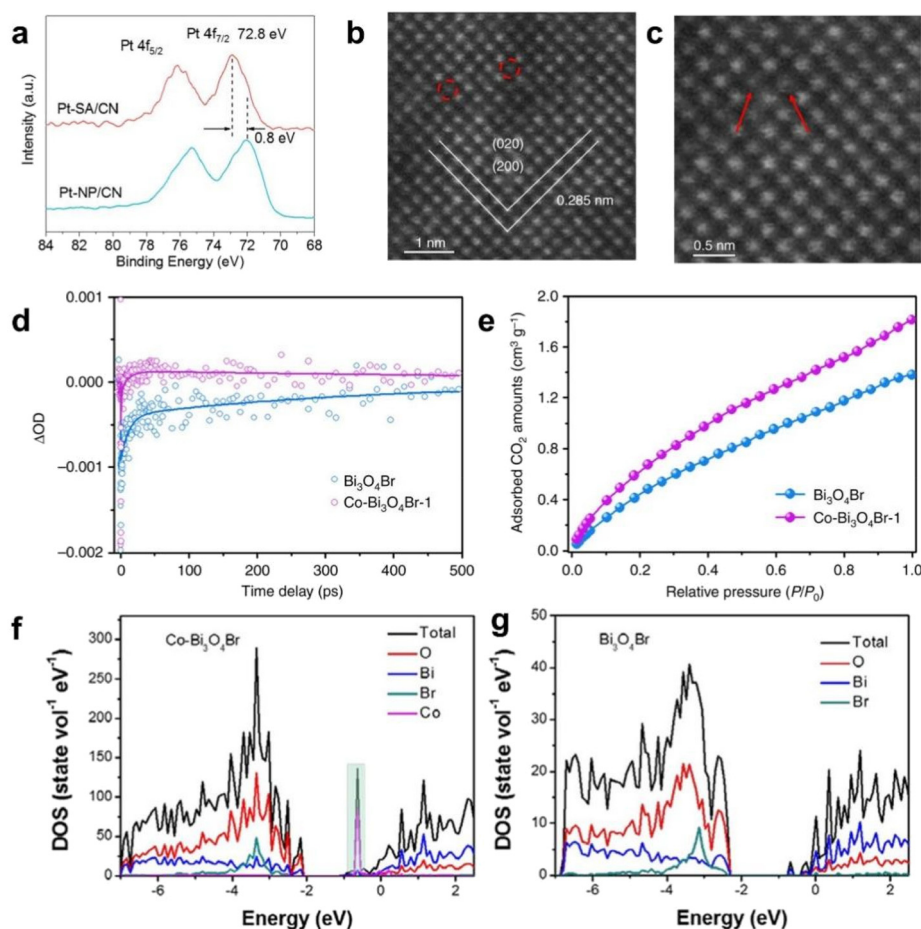 a
Pt 4f5/2
Pt 4f7/2 72.8 eV
Pt-SA/CN
0.8 eV
Pt-NP/CN
Intensity (a.u.)
84 82 80 78 76 74 72 70 68
Binding Energy (eV)
b
(020)
(200)
0.285 nm
1 nm
c
0.5 nm
d
0.001
0.000
−0.001
−0.002
ΔOD
Bi3O4Br
Co-Bi3O4Br-1
0 100 200 300 400 500
Time delay (ps)
e
2.0
1.6
1.2
0.8
0.4
0.0
Adsorbed CO2 amounts (cm3 g–1)
Bi3O4Br
Co-Bi3O4Br-1
0.0 0.2 0.4 0.6 0.8 1.0
Relative pressure (P/P0)
f
Co-Bi3O4Br
Total
O
Bi
Br
Co
300
250
200
150
100
50
0
DOS (state vol-1 eV-1)
-6 -4 -2 0 2
Energy (eV)
g
Bi3O4Br
Total
O
Bi
Br
50
40
30
20
10
0
DOS (state vol-1 eV-1)
-6 -4 -2 0 2
Energy (eV)